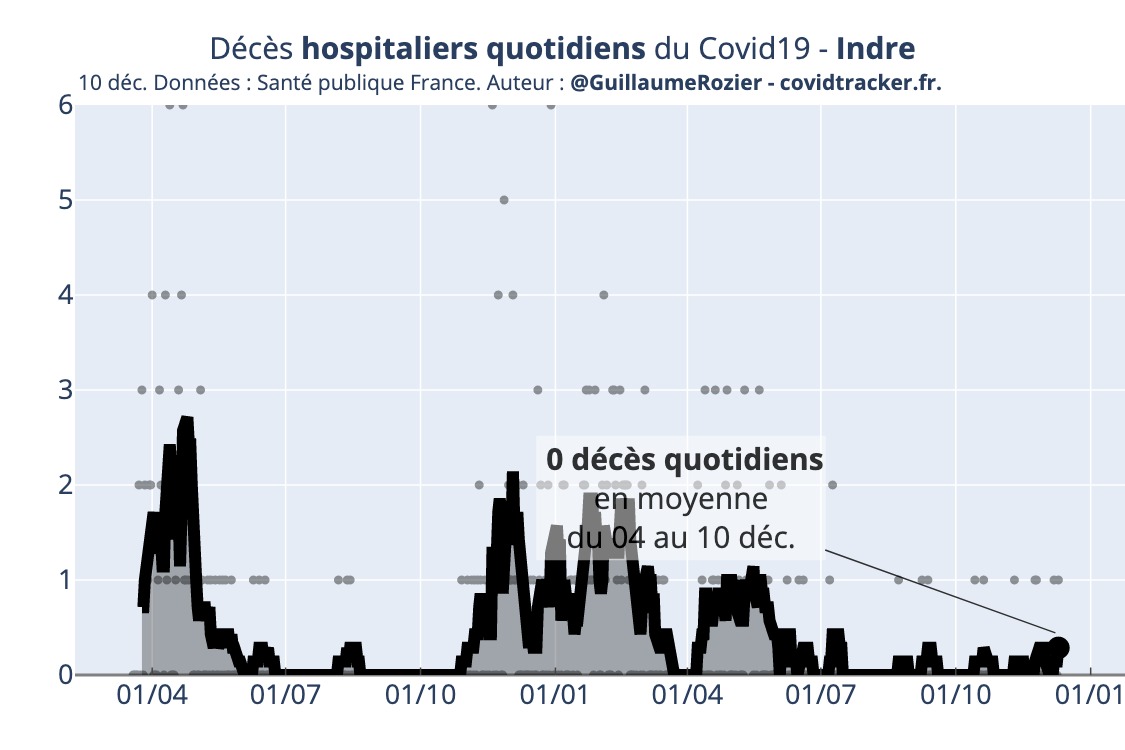 Décès hospitaliers quotidiens du Covid19 - Indre
10 déc. Données : Santé publique France. Auteur : @GuillaumeRozier - covidtracker.fr.
6
5
4
3
2
1
0
0 décès quotidiens
en moyenne
du 04 au 10 déc.
01/04 01/07 01/10 01/01 01/04 01/07 01/10 01/01